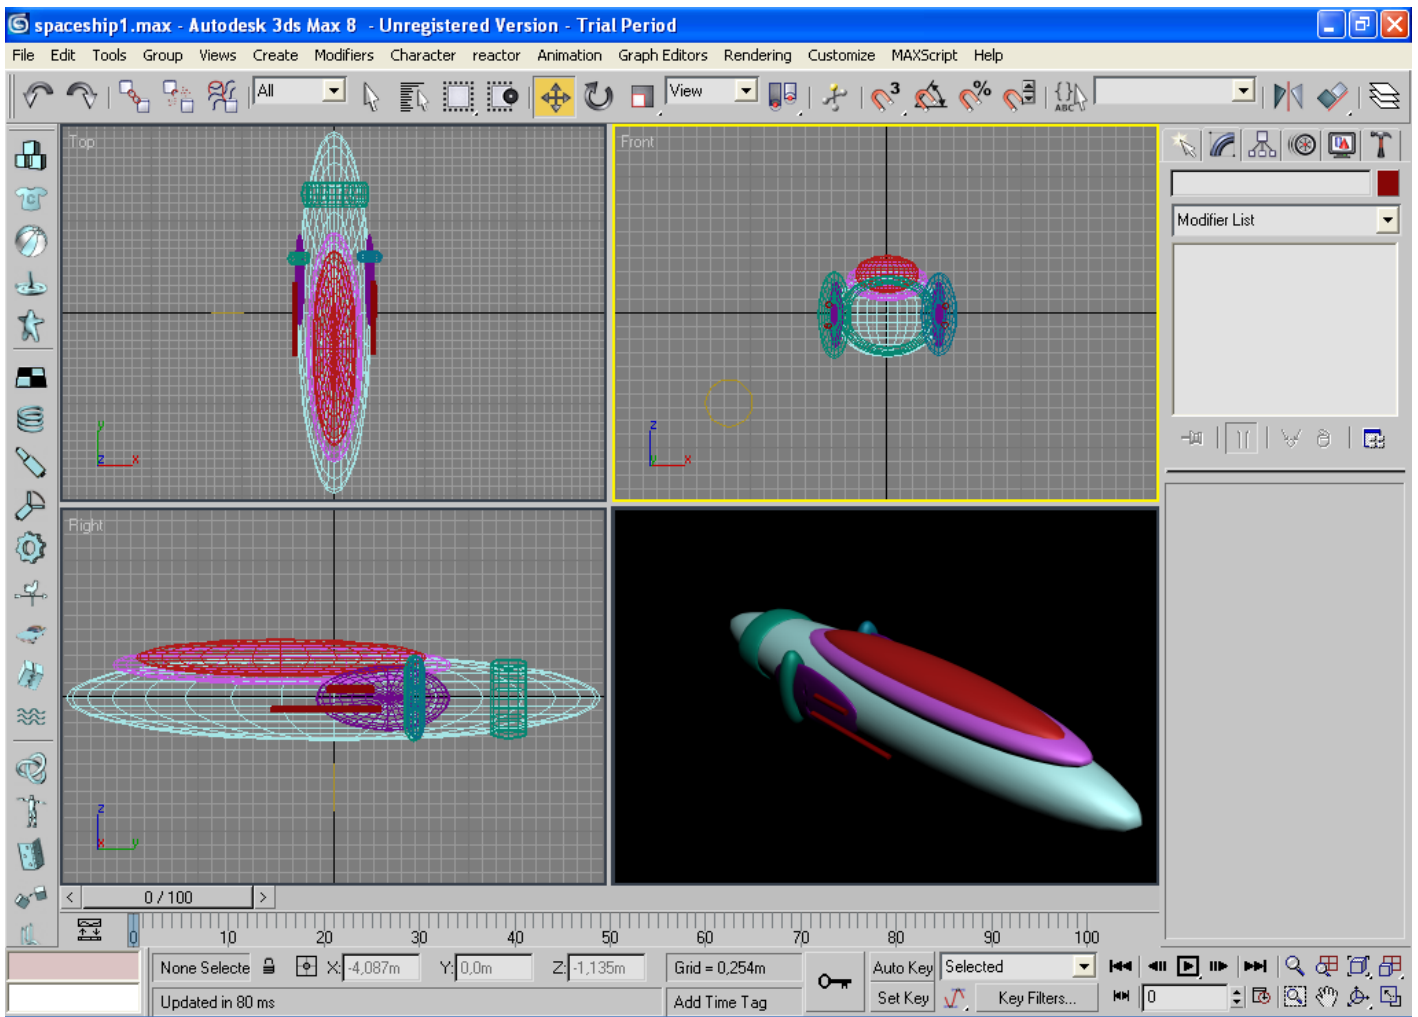 spaceship1.max - Autodesk 3ds Max 8 - Unregistered Version - Trial Period
File Edit Tools Group Views Create Modifiers Character reactor Animation Graph Editors Rendering Customize MAXScript Help
All View 3 % ABC
Top Front
Modifier List
y
z x
z
y x
Right
z
x y
0 / 100
0 10 20 30 40 50 60 70 80 90 100
None Selecte X: -4,087m Y: 0,0m Z: -1,135m Grid = 0,254m Auto Key Selected
Updated in 80 ms Add Time Tag Set Key Key Filters... 0